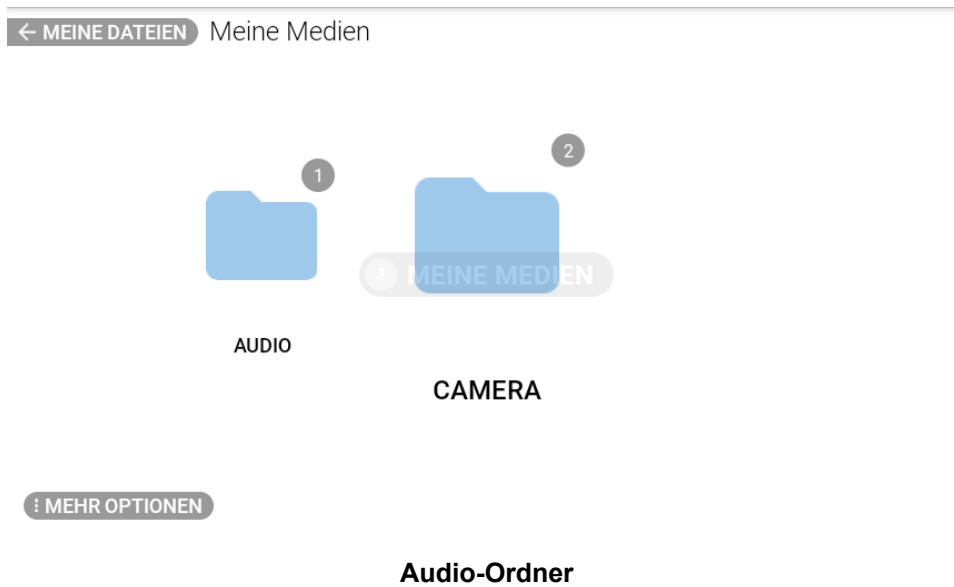 MEINE DATEIEN Meine Medien
1
2
MEINE MEDIEN
AUDIO
CAMERA
MEHR OPTIONEN
Audio-Ordner